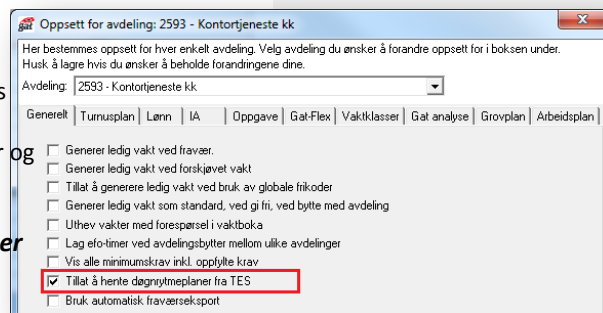 gat Oppsett for avdeling: 2593 - Kontortjeneste kk
Her bestemmes oppsett for hver enkelt avdeling. Velg avdeling du ønsker å forandre oppsett for i boksen under.
Husk å lagre hvis du ønsker å beholde forandringene dine.
s
Avdeling: 2593 - Kontortjeneste kk
Generelt Turnusplan Lønn IA Oppgave Gat-Flex Vaktklasser Gat analyse Grovplan Arbeidsplan
r og
Generer ledig vakt ved fravær.
Generer ledig vakt ved forskjøvet vakt
Tillat å generere ledig vakt ved bruk av globale frikoder
Generer ledig vakt som standard, ved gi fri, ved bytte med avdeling
Uthev vakter med forespørsel i vaktboka
er
Lag efo-timer ved avdelingsbytter mellom ulike avdelinger
Vis alle minimumskrav inkl. oppfylte krav
Tillat å hente døgnrytmeplaner fra TES
Bruk automatisk fraværseksport